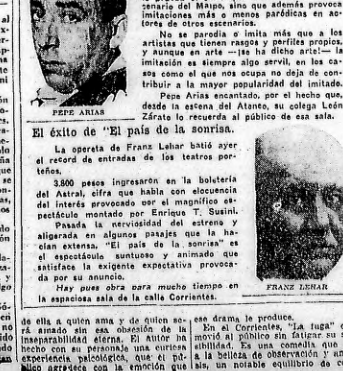 cenario del Maipo, sino que además provoca
imitaciones más o menos paródicas en ac-
tores de otros escenarios.
No se parodia o imita más que a los
artistas que tienen rasgos y perfiles propios,
y aunque en arte —¡se ha dicho arte!— la
imitación es siempre algo servil, en los ca-
sos como el que nos ocupa no deja de con-
tribuir a la mayor popularidad del imitado.
Pepe Arias encantado, por el hecho que,
desde la escena del Ateneo, su colega León
Zárate lo recuerda al público de esa sala.
PEPE ARIAS
El éxito de "El país de la sonrisa.
La opereta de Franz Lehar batió ayer
el record de entradas de los teatros por-
teños.
3.800 pesos ingresaron en la boletería
del Astral, cifra que habla con elocuencia
del interés provocado por el magnífico es-
pectáculo montado por Enrique T. Susini.
Pasada la nerviosidad del estreno y
aligerada en algunos pasajes que la ha-
cían extensa, "El país de la sonrisa" es
el espectáculo suntuoso y animado que
satisface la exigente expectativa provoca-
da por su anuncio.
Hay pues obra para mucho tiempo en
la espaciosa sala de la calle Corrientes.
FRANZ LEHAR
de ella a quien ama y de quien se-
rá amado sin esa obsesión de la
inseparabilidad eterna. El autor ha
hecho con su personaje una curiosa
experiencia psicológica, que el pú-
blico agradece con la emoción que
ese drama le produce.
En el Corrientes, "La fuga"
movió al público sin fatigar su
sibilidad. Es una comedia que
a la belleza de observación y
als, un notable equilibrio de